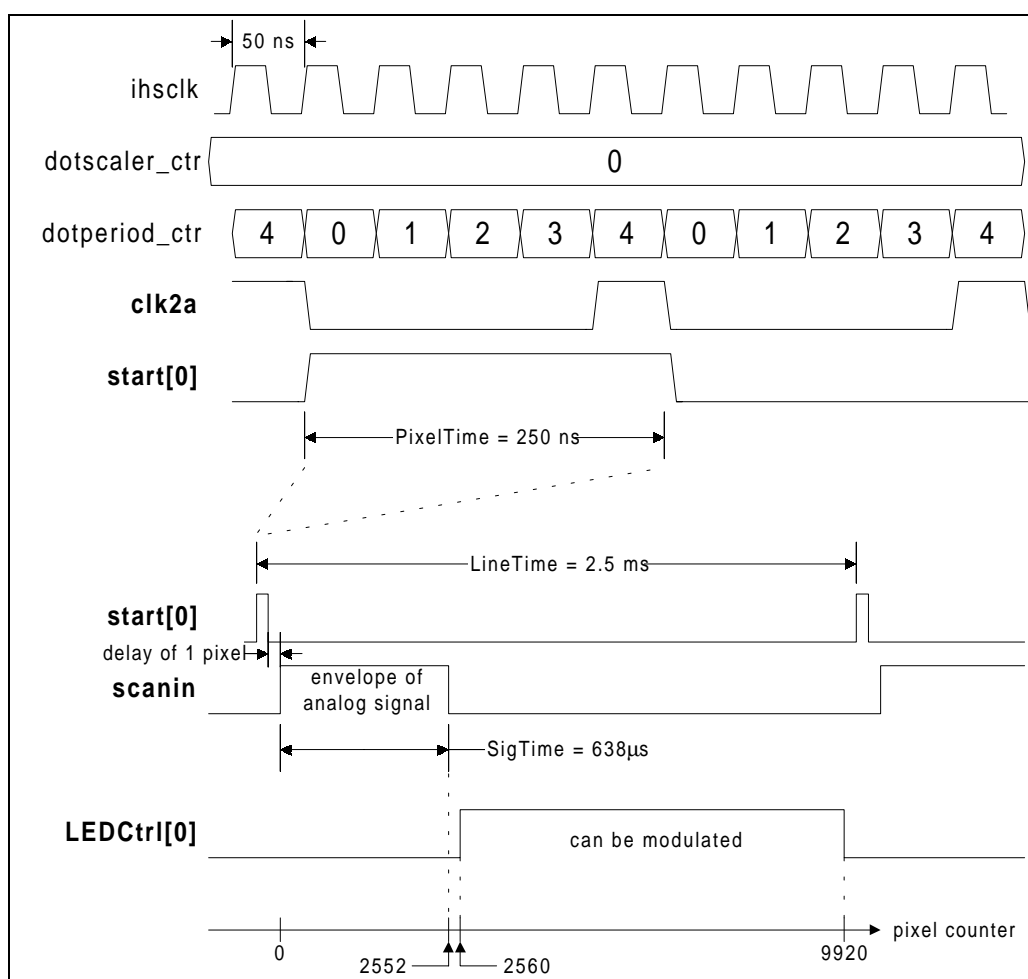 50 ns
ihsclk
dotscaler_ctr 0
dotperiod_ctr 4 0 1 2 3 4 0 1 2 3 4
clk2a
start[0]
PixelTime = 250 ns
LineTime = 2.5 ms
start[0]
delay of 1 pixel
scanin
envelope of
analog signal
SigTime = 638µs
LEDCtrl[0]
can be modulated
pixel counter
0 9920
2552 2560